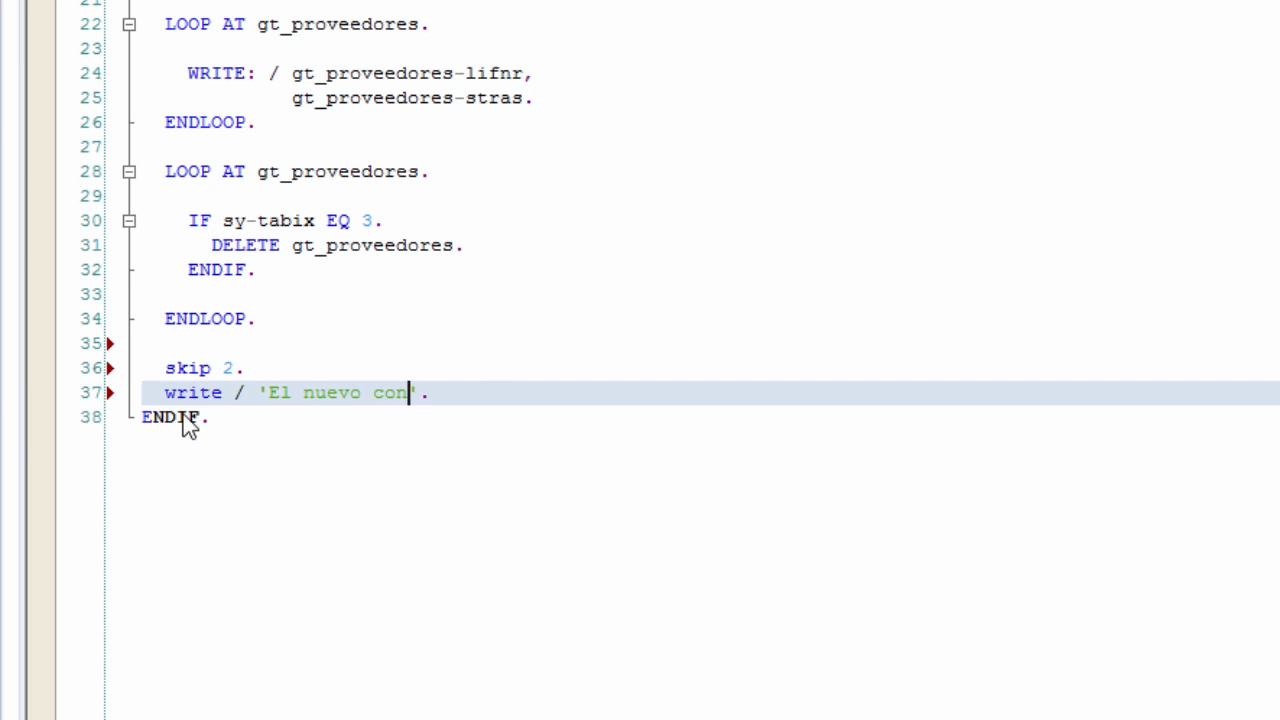 22 LOOP AT gt_proveedores.
23
24 WRITE: / gt_proveedores-lifnr,
25 gt_proveedores-stras.
26 ENDLOOP.
27
28 LOOP AT gt_proveedores.
29
30 IF sy-tabix EQ 3.
31 DELETE gt_proveedores.
32 ENDIF.
33
34 ENDLOOP.
35
36 skip 2.
37 write / 'El nuevo con'.
38 ENDIF.